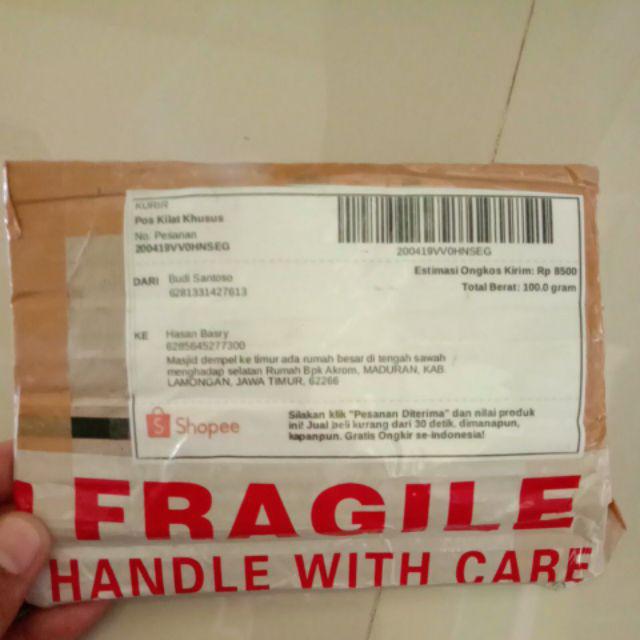 KURIR
Pos Kilat Khusus
No. Pesanan
200419VV0HNSEG
200419VV0HNSEG
Estimasi Ongkos Kirim: Rp 8500
Total Berat: 100.0 gram
DARI Budi Santoso
6281331427613
KE Hasan Basry
6285645277300
Masjid dempel ke timur ada rumah besar di tengah sawah
menghadap selatan Rumah Bpk Akrom, MADURAN, KAB.
LAMONGAN, JAWA TIMUR, 62266
Shopee
Silakan klik "Pesanan Diterima" dan nilai produk
ini! Jual beli kurang dari 30 detik, dimanapun,
kapanpun. Gratis Ongkir se-Indonesia!
FRAGILE
HANDLE WITH CARE